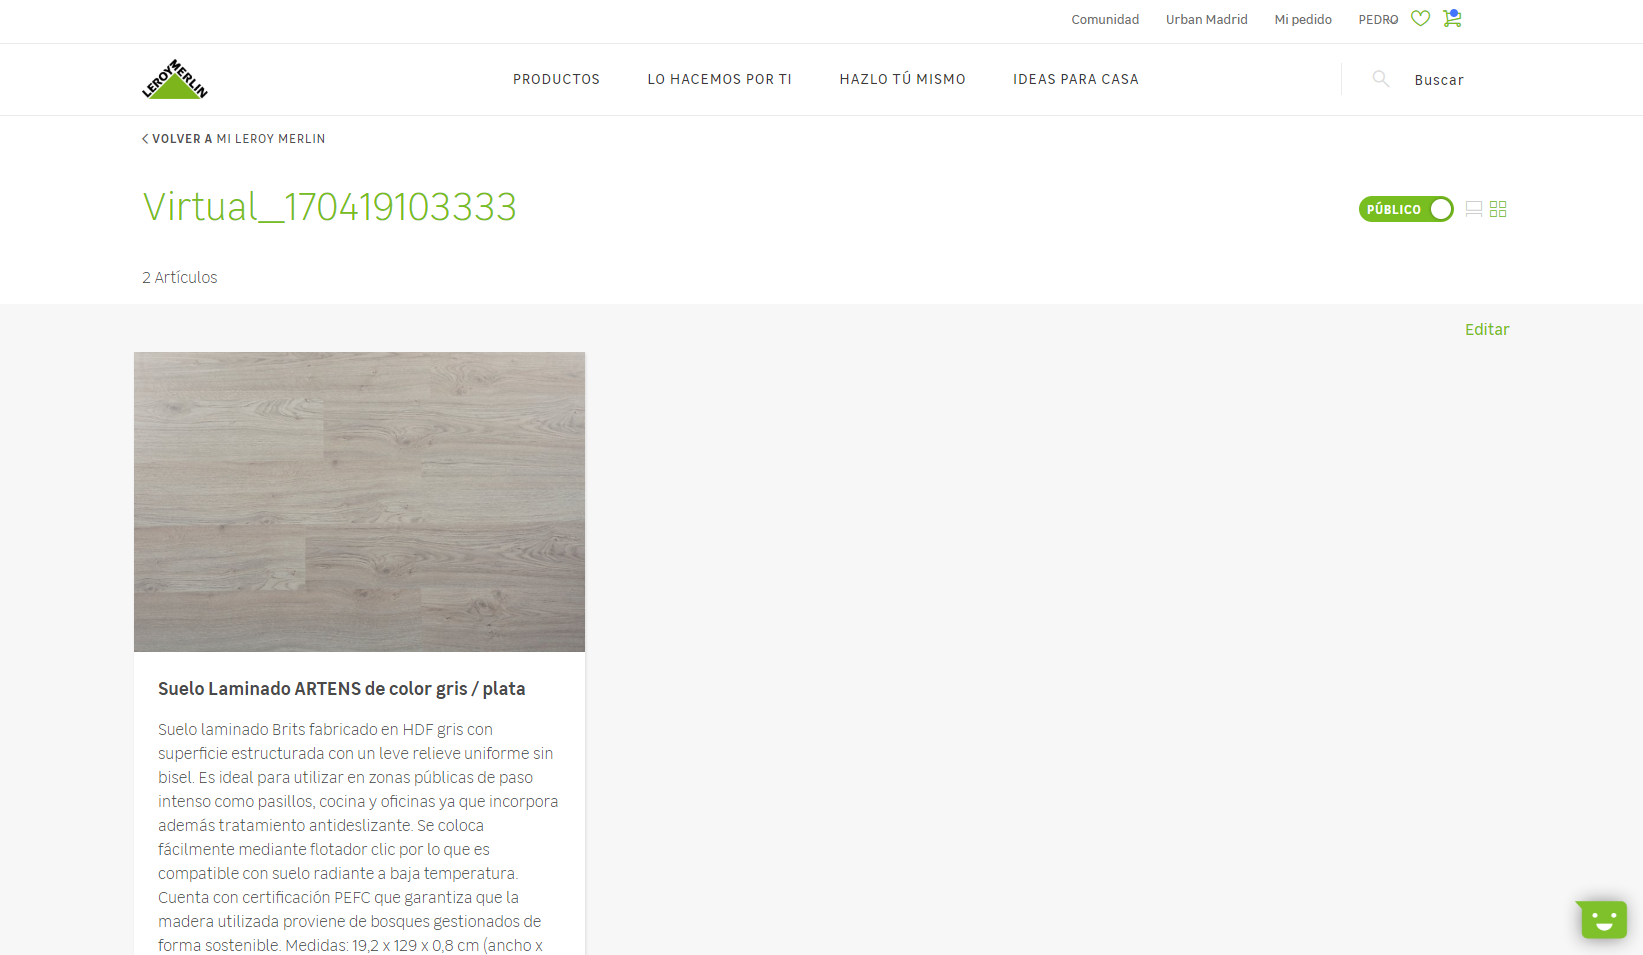 Comunidad Urban Madrid Mi pedido PEDRO
LEROY MERLIN
PRODUCTOS LO HACEMOS POR TI HAZLO TÚ MISMO IDEAS PARA CASA Buscar
VOLVER A MI LEROY MERLIN
Virtual_170419103333
PÚBLICO
2 Artículos
Editar
Suelo Laminado ARTENS de color gris / plata
Suelo laminado Brits fabricado en HDF gris con
superficie estructurada con un leve relieve uniforme sin
bisel. Es ideal para utilizar en zonas públicas de paso
intenso como pasillos, cocina y oficinas ya que incorpora
además tratamiento antideslizante. Se coloca
fácilmente mediante flotador clic por lo que es
compatible con suelo radiante a baja temperatura.
Cuenta con certificación PEFC que garantiza que la
madera utilizada proviene de bosques gestionados de
forma sostenible. Medidas: 19,2 x 129 x 0,8 cm (ancho x